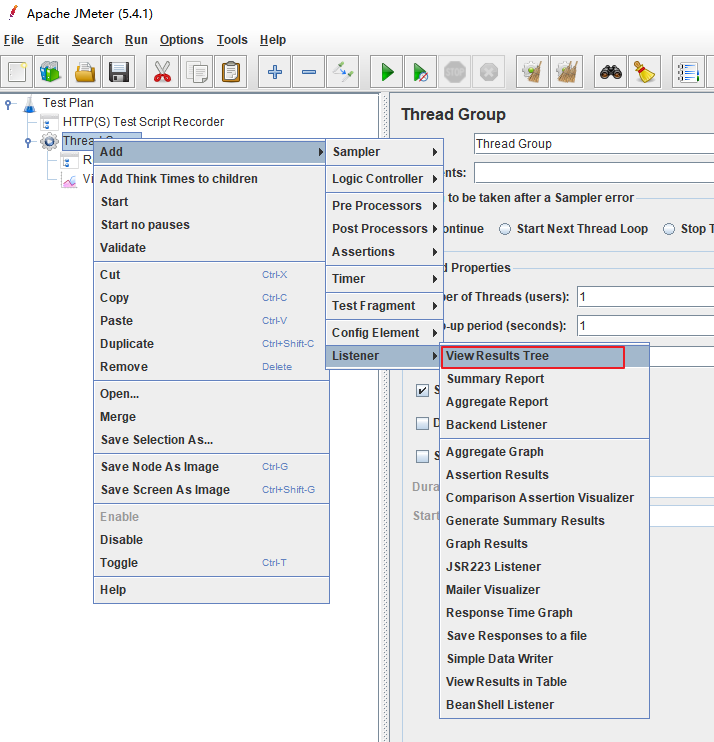 Apache JMeter (5.4.1)
File Edit Search Run Options Tools Help
STOP
Test Plan
HTTP(S) Test Script Recorder
Thread
Add
Add Think Times to children
Start
Start no pauses
Validate
Cut Ctrl-X
Copy Ctrl-C
Paste Ctrl-V
Duplicate Ctrl+Shift-C
Remove Delete
Open...
Merge
Save Selection As...
Save Node As Image Ctrl-G
Save Screen As Image Ctrl+Shift-G
Enable
Disable
Toggle Ctrl-T
Help
Sampler
Logic Controller
Pre Processors
Post Processors
Assertions
Timer
Test Fragment
Config Element
Listener
View Results Tree
Summary Report
Aggregate Report
Backend Listener
Aggregate Graph
Assertion Results
Comparison Assertion Visualizer
Generate Summary Results
Graph Results
JSR223 Listener
Mailer Visualizer
Response Time Graph
Save Responses to a file
Simple Data Writer
View Results in Table
BeanShell Listener
Thread Group
Thread Group
nts:
to be taken after a Sampler error
ontinue Start Next Thread Loop Stop T
d Properties
ber of Threads (users): 1
p-up period (seconds): 1
S
D
S
Dura
Start